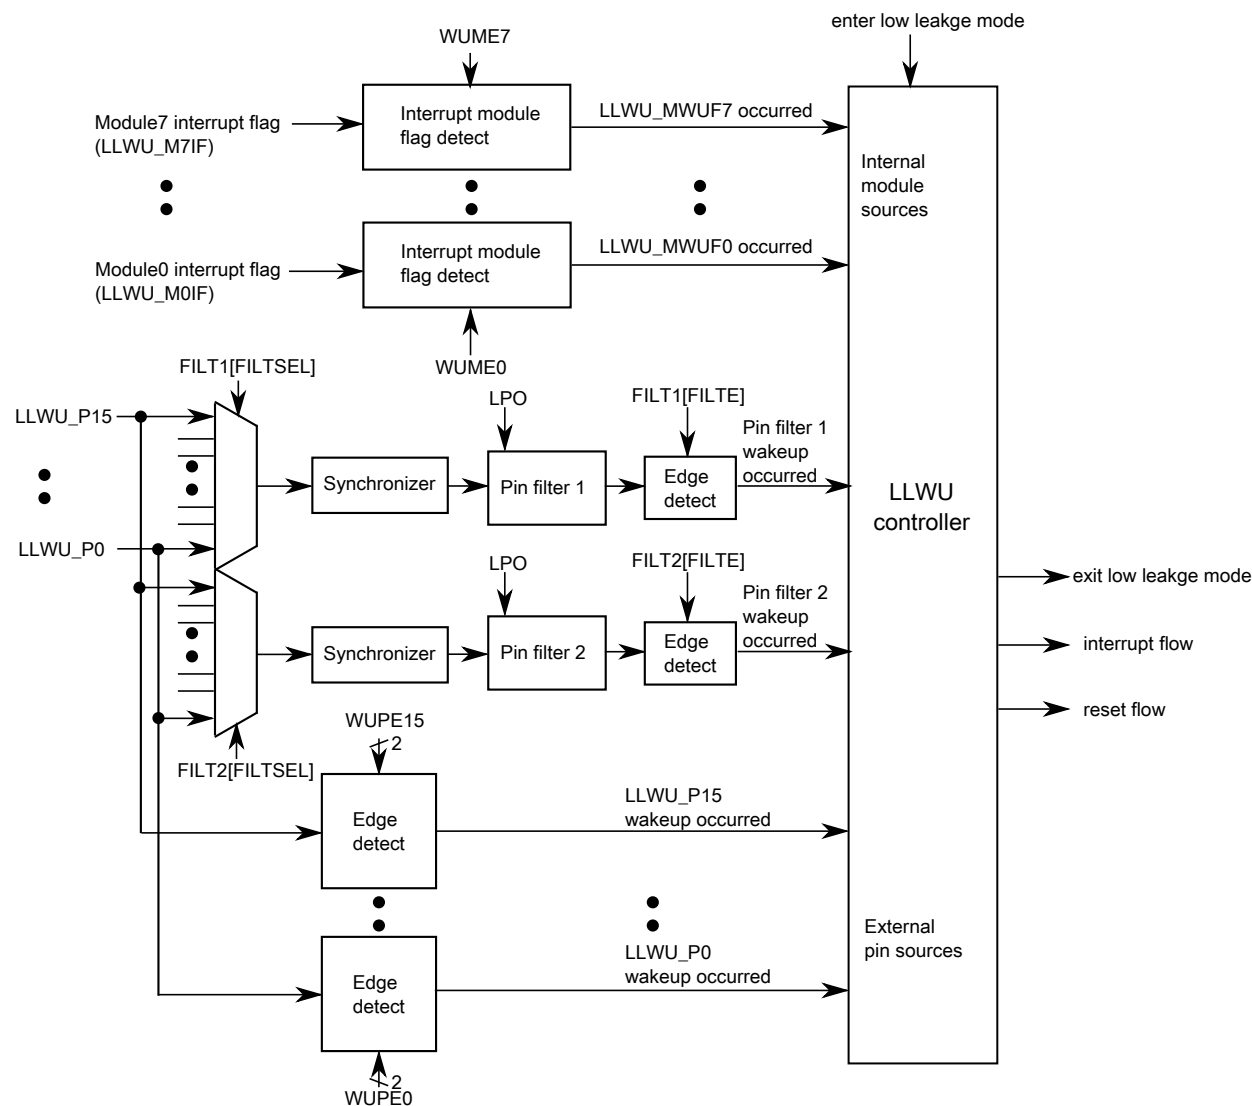 enter low leakge mode
WUME7
Module7 interrupt flag
(LLWU_M7IF)
Interrupt module
flag detect
LLWU_MWUF7 occurred
Internal
module
sources
Module0 interrupt flag
(LLWU_M0IF)
Interrupt module
flag detect
LLWU_MWUF0 occurred
WUME0
FILT1[FILTSEL]
LLWU_P15
LLWU_P0
Synchronizer
LPO
Pin filter 1
FILT1[FILTE]
Edge
detect
Pin filter 1
wakeup
occurred
LLWU
controller
Synchronizer
LPO
Pin filter 2
FILT2[FILTE]
Edge
detect
Pin filter 2
wakeup
occurred
exit low leakge mode
interrupt flow
reset flow
FILT2[FILTSEL]
WUPE15
2
Edge
detect
LLWU_P15
wakeup occurred
Edge
detect
LLWU_P0
wakeup occurred
External
pin sources
2
WUPE0